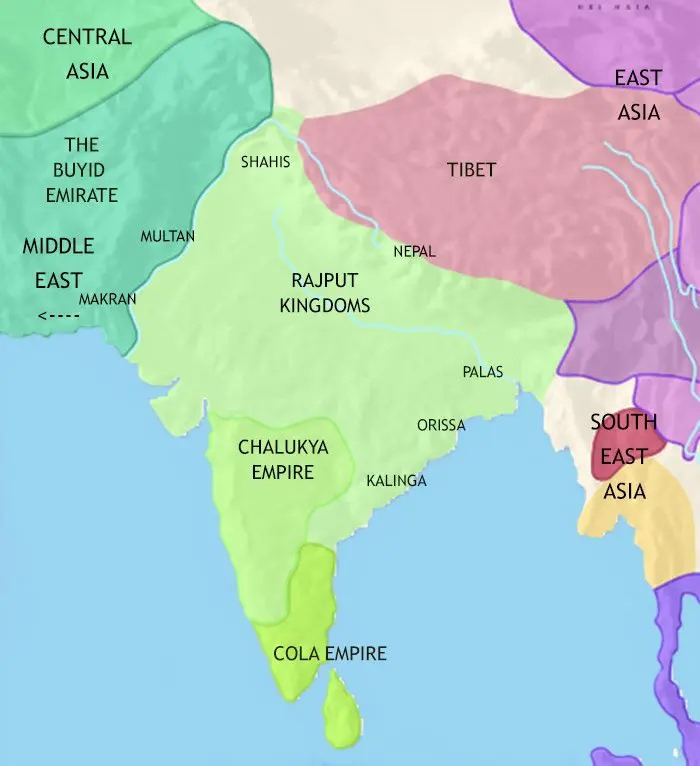 CENTRAL
ASIA
EAST
ASIA
THE
BUYID
EMIRATE
SHAHIS
TIBET
MULTAN
MIDDLE
EAST
<----
NEPAL
RAJPUT
KINGDOMS
MAKRAN
PALAS
ORISSA
SOUTH
EAST
ASIA
CHALUKYA
EMPIRE
KALINGA
COLA EMPIRE